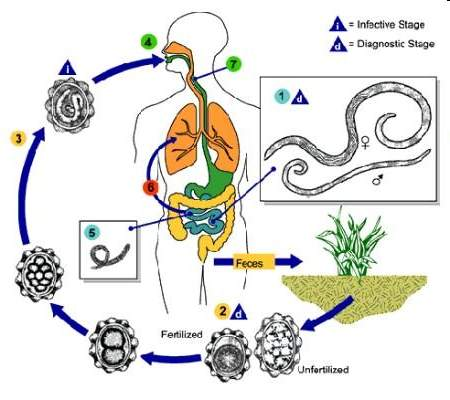 i = Infective Stage
d = Diagnostic Stage
4
i
7
1 d
♀
3
♂
6
5
Feces
2 d
Fertilized
Unfertilized